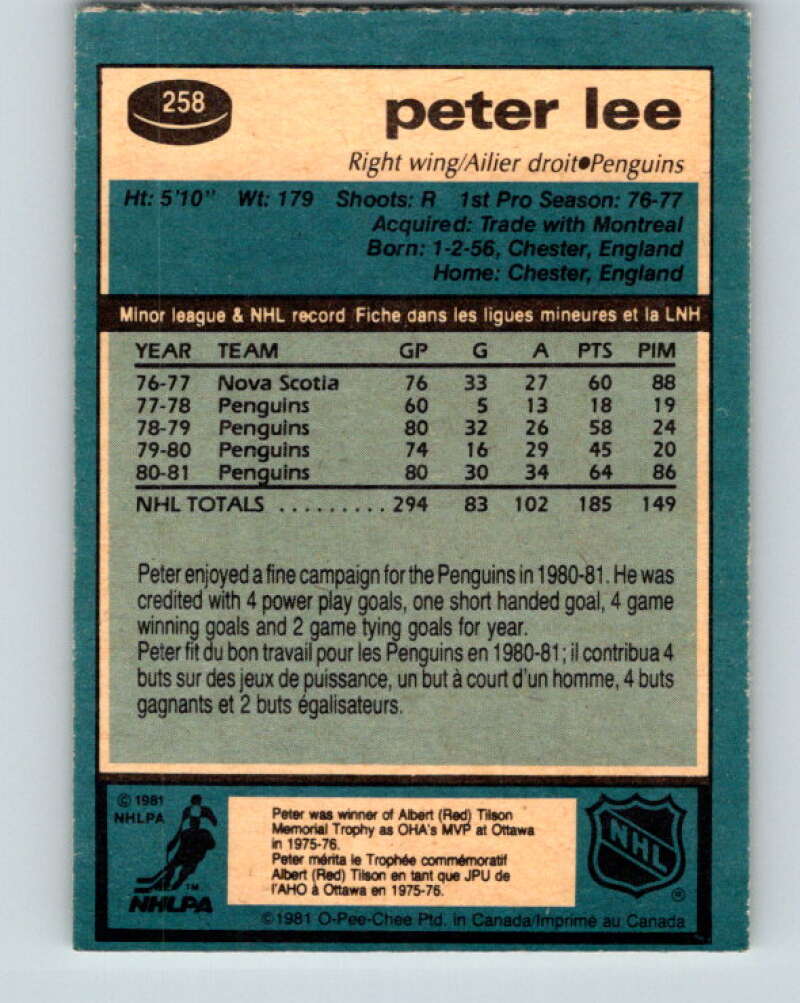 258
peter lee
Right wing/Ailier droit●Penguins
Ht: 5'10" Wt: 179 Shoots: R 1st Pro Season: 76-77
Acquired: Trade with Montreal
Born: 1-2-56, Chester, England
Home: Chester, England
Minor league & NHL record Fiche dans les ligues mineures et la LNH
YEAR TEAM GP G A PTS PIM
76-77 Nova Scotia 76 33 27 60 88
77-78 Penguins 60 5 13 18 19
78-79 Penguins 80 32 26 58 24
79-80 Penguins 74 16 29 45 20
80-81 Penguins 80 30 34 64 86
NHL TOTALS ......... 294 83 102 185 149
Peter enjoyed a fine campaign for the Penguins in 1980-81. He was
credited with 4 power play goals, one short handed goal, 4 game
winning goals and 2 game tying goals for year.
Peter fit du bon travail pour les Penguins en 1980-81; il contribua 4
buts sur des jeux de puissance, un but à court d'un homme, 4 buts
gagnants et 2 buts égalisateurs.
© 1981
NHLPA
TM
NHLPA
Peter was winner of Albert (Red) Tilson
Memorial Trophy as OHA's MVP at Ottawa
in 1975-76.
Peter mérita le Trophée commémoratif
Albert (Red) Tilson en tant que JPU de
l'AHO à Ottawa en 1975-76.
NHL
®
© 1981 O-Pee-Chee Ptd. in Canada/Imprimé au Canada